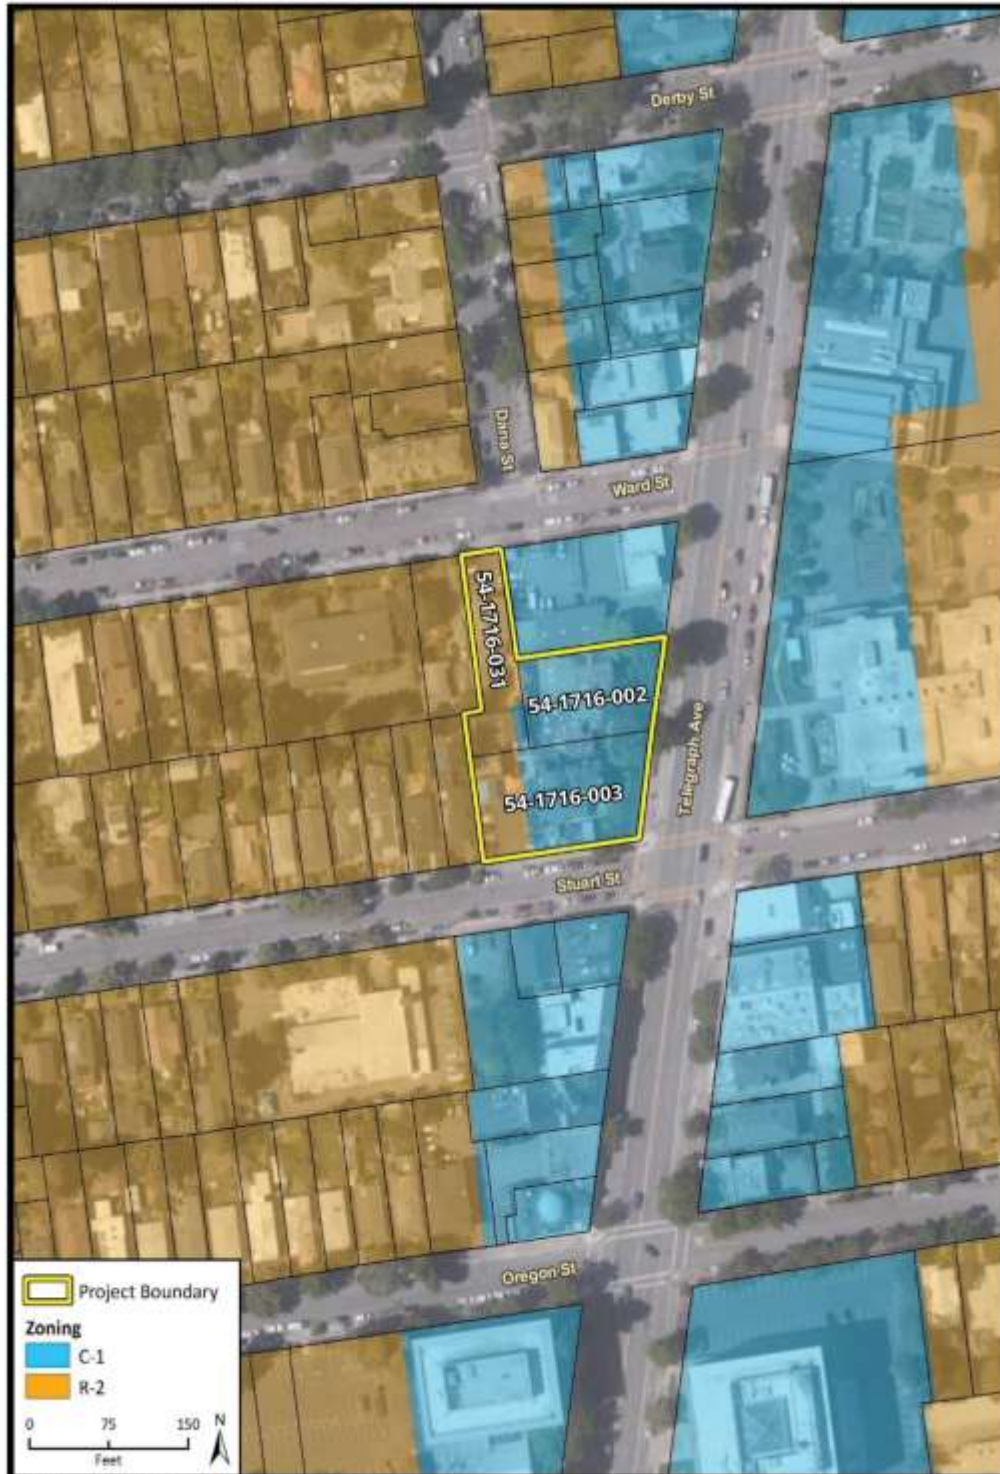 Derby St
Dana St
Ward St
54-1716-031
54-1716-002
Telegraph Ave
54-1716-003
Stuart St
Oregon St
Project Boundary
Zoning
C-1
R-2
0 75 150
Feet
N